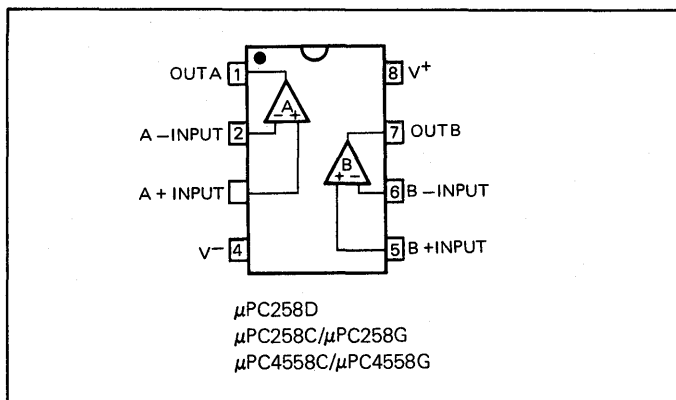 OUTA 1
8 V+
A
A −INPUT 2
− +
7 OUTB
B
A + INPUT
+ −
6 B −INPUT
V− 4
5 B +INPUT
μPC258D
μPC258C/μPC258G
μPC4558C/μPC4558G